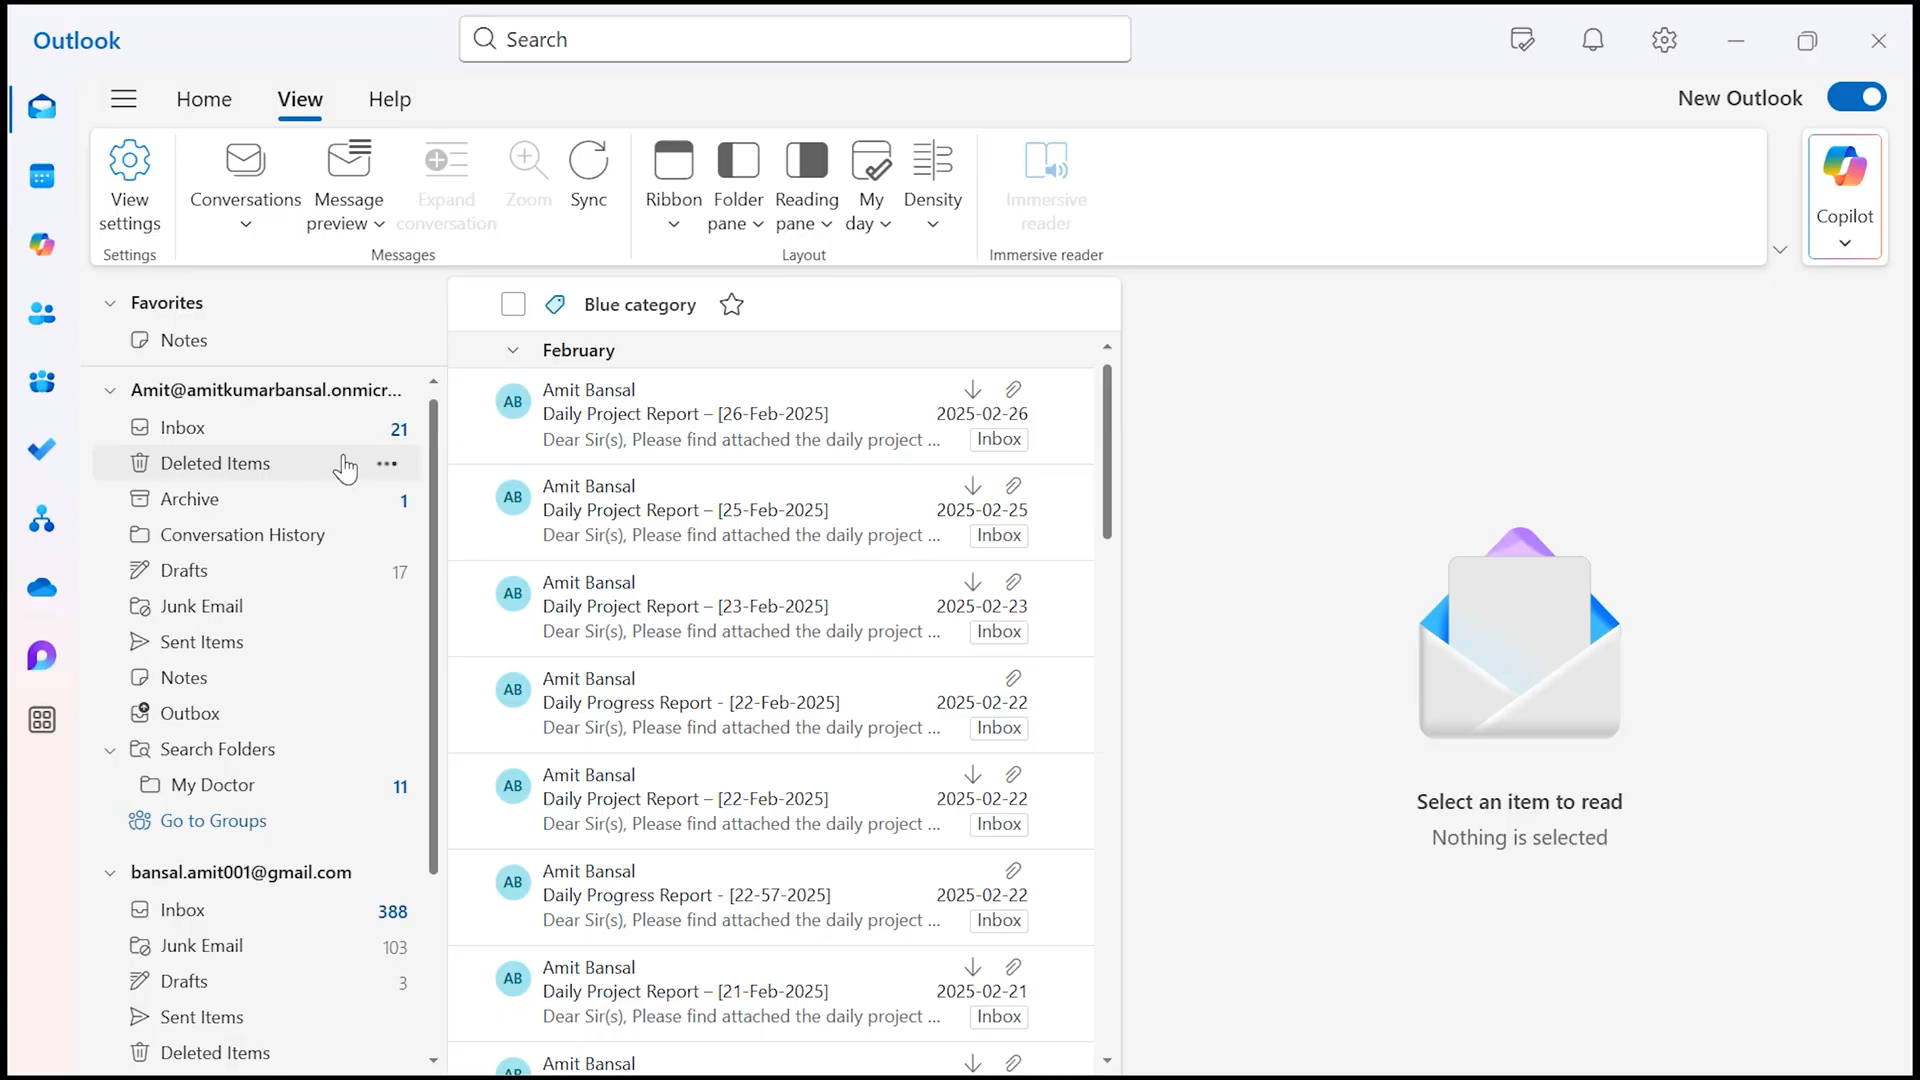 Outlook
Search
Home View Help
New Outlook
View settings
Conversations
Message preview
Expand conversation
Zoom
Sync
Ribbon
Folder pane
Reading pane
My day
Density
Immersive reader
Copilot
Settings
Messages
Layout
Immersive reader
Favorites
Notes
Amit@amitkumarbansal.onmicr...
Inbox 21
Deleted Items
Archive 1
Conversation History
Drafts 17
Junk Email
Sent Items
Notes
Outbox
Search Folders
My Doctor 11
Go to Groups
bansal.amit001@gmail.com
Inbox 388
Junk Email 103
Drafts 3
Sent Items
Deleted Items
Blue category
February
AB
Amit Bansal
Daily Project Report – [26-Feb-2025] 2025-02-26
Dear Sir(s), Please find attached the daily project ... Inbox
AB
Amit Bansal
Daily Project Report – [25-Feb-2025] 2025-02-25
Dear Sir(s), Please find attached the daily project ... Inbox
AB
Amit Bansal
Daily Project Report – [23-Feb-2025] 2025-02-23
Dear Sir(s), Please find attached the daily project ... Inbox
AB
Amit Bansal
Daily Progress Report - [22-Feb-2025] 2025-02-22
Dear Sir(s), Please find attached the daily project ... Inbox
AB
Amit Bansal
Daily Project Report – [22-Feb-2025] 2025-02-22
Dear Sir(s), Please find attached the daily project ... Inbox
AB
Amit Bansal
Daily Progress Report - [22-57-2025] 2025-02-22
Dear Sir(s), Please find attached the daily project ... Inbox
AB
Amit Bansal
Daily Project Report – [21-Feb-2025] 2025-02-21
Dear Sir(s), Please find attached the daily project ... Inbox
AB
Amit Bansal
Select an item to read
Nothing is selected